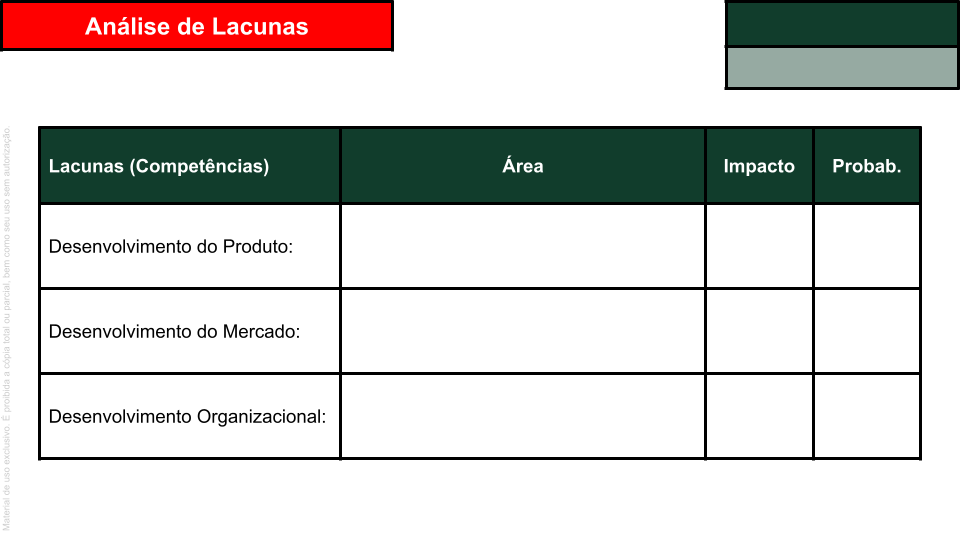 Análise de Lacunas
Lacunas (Competências)
Área
Impacto
Probab.
Desenvolvimento do Produto:
Desenvolvimento do Mercado:
Desenvolvimento Organizacional:
Material de uso exclusivo. É proibida a cópia total ou parcial, bem como seu uso sem autorização.